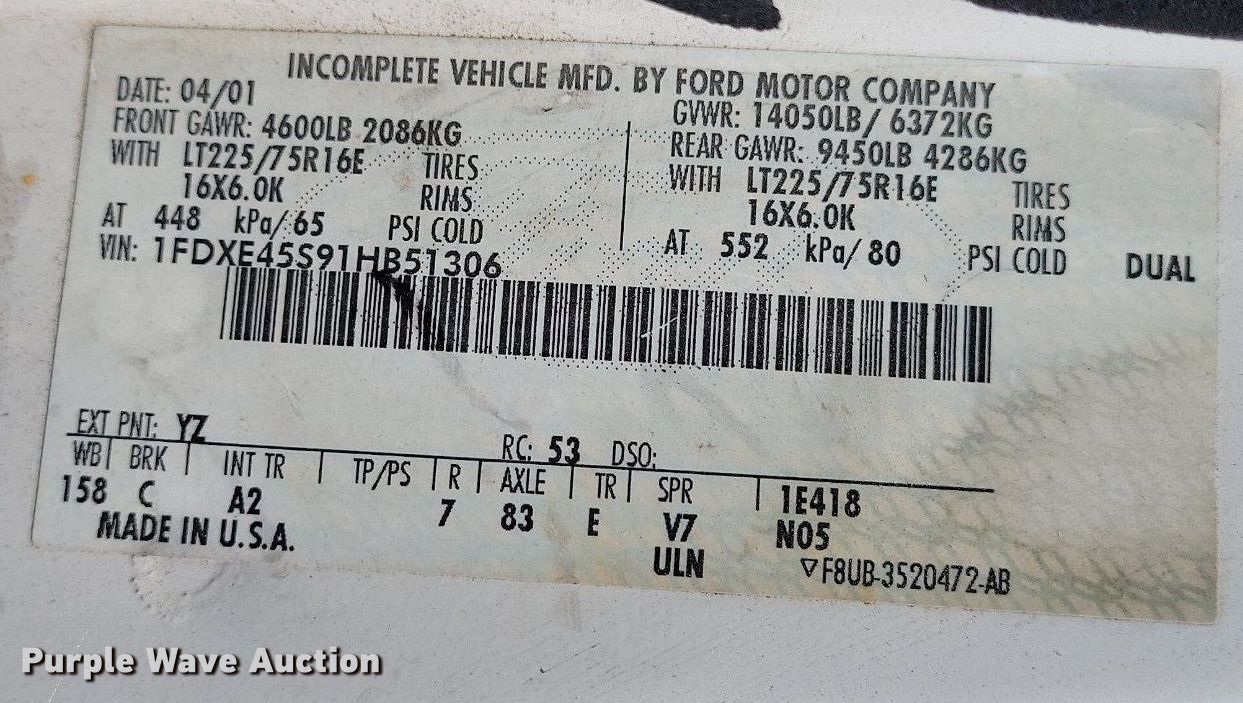 INCOMPLETE VEHICLE MFD. BY FORD MOTOR COMPANY
DATE: 04/01
GVWR: 14050LB/ 6372KG
FRONT GAWR: 4600LB 2086KG
REAR GAWR: 9450LB 4286KG
WITH LT225/75R16E TIRES
WITH LT225/75R16E TIRES
16X6.0K RIMS
16X6.0K RIMS
AT 448 kPa/65 PSI COLD
AT 552 kPa/80 PSI COLD DUAL
VIN: 1FDXE45S91HB51306
EXT PNT: YZ RC: 53 DSO:
WB BRK INT TR TP/PS R AXLE TR SPR 1E418
158 C A2 7 83 E V7 N05
MADE IN U.S.A. ULN ▽F8UB-3520472-AB
Purple Wave Auction